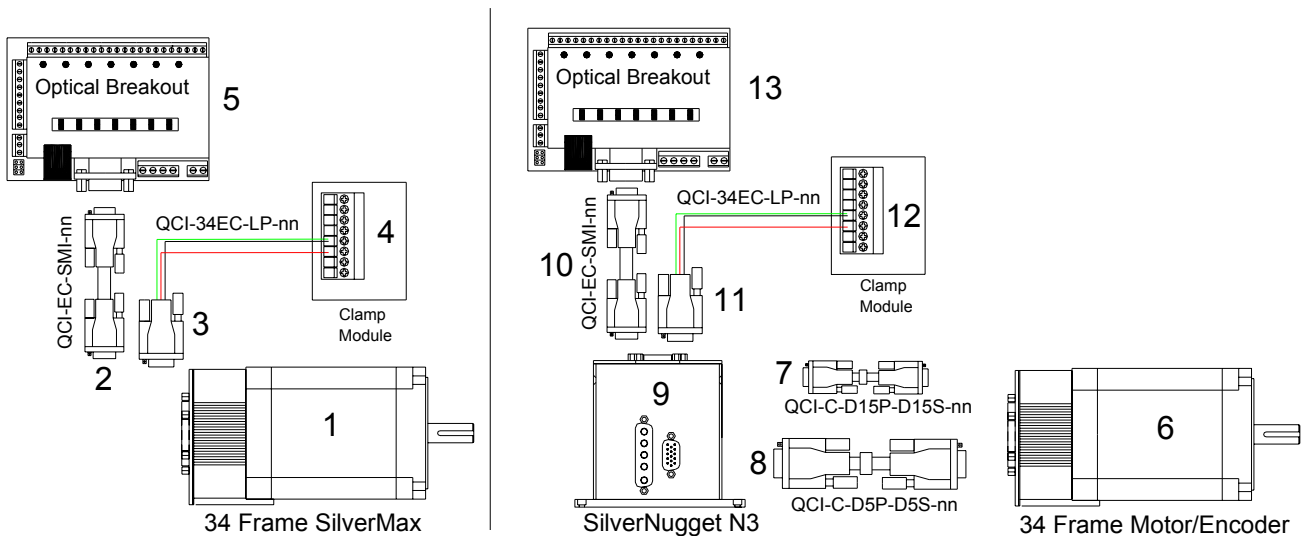 Optical Breakout
5
QCI-EC-SMI-nn
QCI-34EC-LP-nn
4
Clamp
Module
3
2
1
34 Frame SilverMax
Optical Breakout
13
QCI-EC-SMI-nn
QCI-34EC-LP-nn
12
Clamp
Module
10
11
9
7
QCI-C-D15P-D15S-nn
8
QCI-C-D5P-D5S-nn
6
SilverNugget N3
34 Frame Motor/Encoder